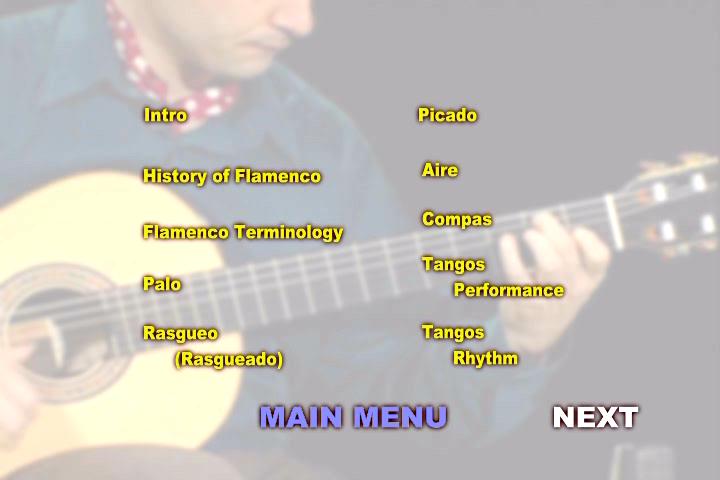 Intro
History of Flamenco
Flamenco Terminology
Palo
Rasgueo
(Rasgueado)
Picado
Aire
Compas
Tangos
Performance
Tangos
Rhythm
MAIN MENU
NEXT